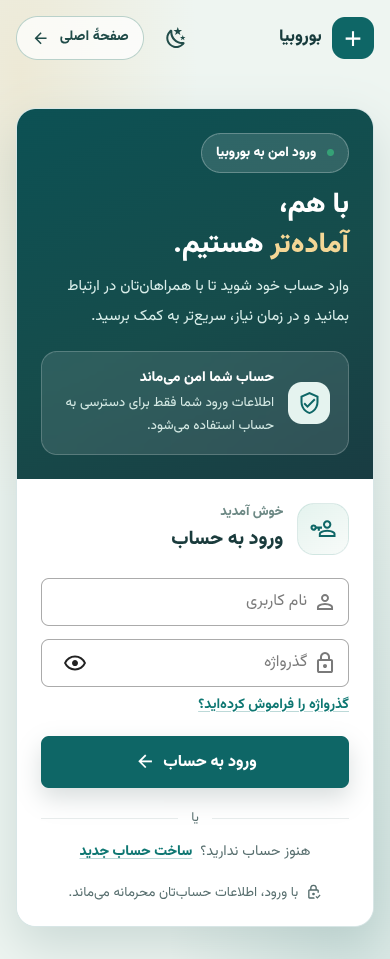 بوروبیا
صفحهٔ اصلی
ورود امن به بوروبیا
با هم،
آماده‌تر هستیم.
وارد حساب خود شوید تا با همراهان‌تان در ارتباط
بمانید و در زمان نیاز، سریع‌تر به کمک برسید.
حساب شما امن می‌ماند
اطلاعات ورود شما فقط برای دسترسی به
حساب استفاده می‌شود.
خوش آمدید
ورود به حساب
نام کاربری
گذرواژه
گذرواژه را فراموش کرده‌اید؟
ورود به حساب
یا
هنوز حساب ندارید؟ ساخت حساب جدید
با ورود، اطلاعات حساب‌تان محرمانه می‌ماند.